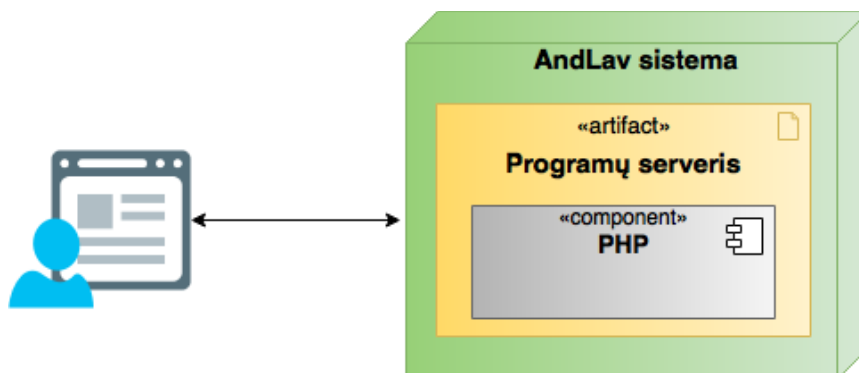 AndLav sistema
«artifact»
Programų serveris
«component»
PHP